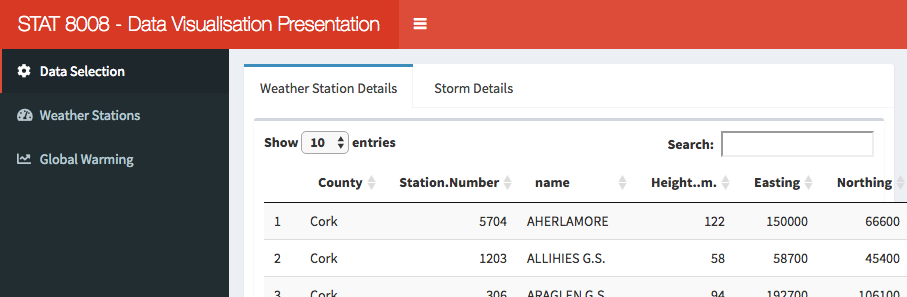 STAT 8008 - Data Visualisation Presentation
Data Selection
Weather Stations
Global Warming
Weather Station Details Storm Details
Show 10 entries Search:
County Station.Number name Height..m. Easting Northing
1 Cork 5704 AHERLAMORE 122 150000 66600
2 Cork 1203 ALLIHIES G.S. 58 58700 45400
3 Cork 306 ARAGLEN G.S. 94 192700 106100